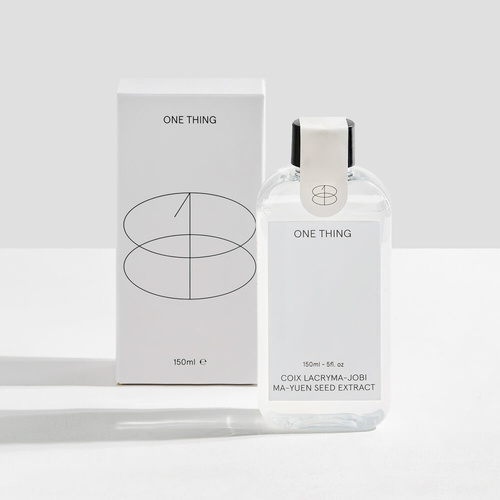 ONE THING
150ml ℮
ONE THING
150ml - 5fl. oz
COIX LACRYMA-JOBI
MA-YUEN SEED EXTRACT